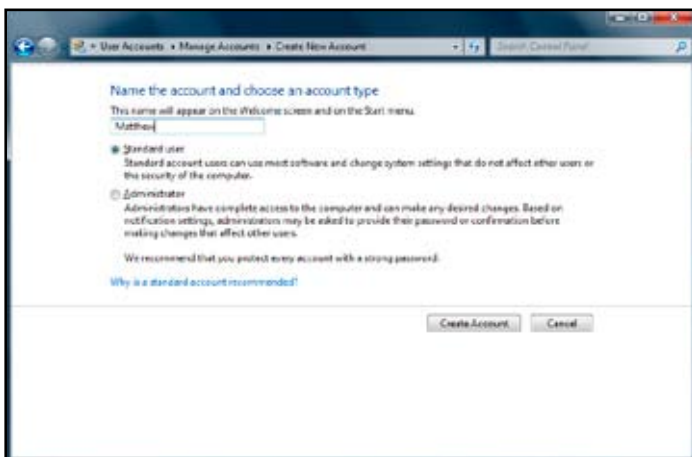 User Accounts Manage Accounts Create New Account Search Control Panel
Name the account and choose an account type
This name will appear on the Welcome screen and on the Start menu.
Matthew
Standard user
Standard account users can use most software and change system settings that do not affect other users or
the security of the computer.
Administrator
Administrators have complete access to the computer and can make any desired changes. Based on
notification settings, administrators may be asked to provide their password or confirmation before
making changes that affect other users.
We recommend that you protect every account with a strong password.
Why is a standard account recommended?
Create Account Cancel